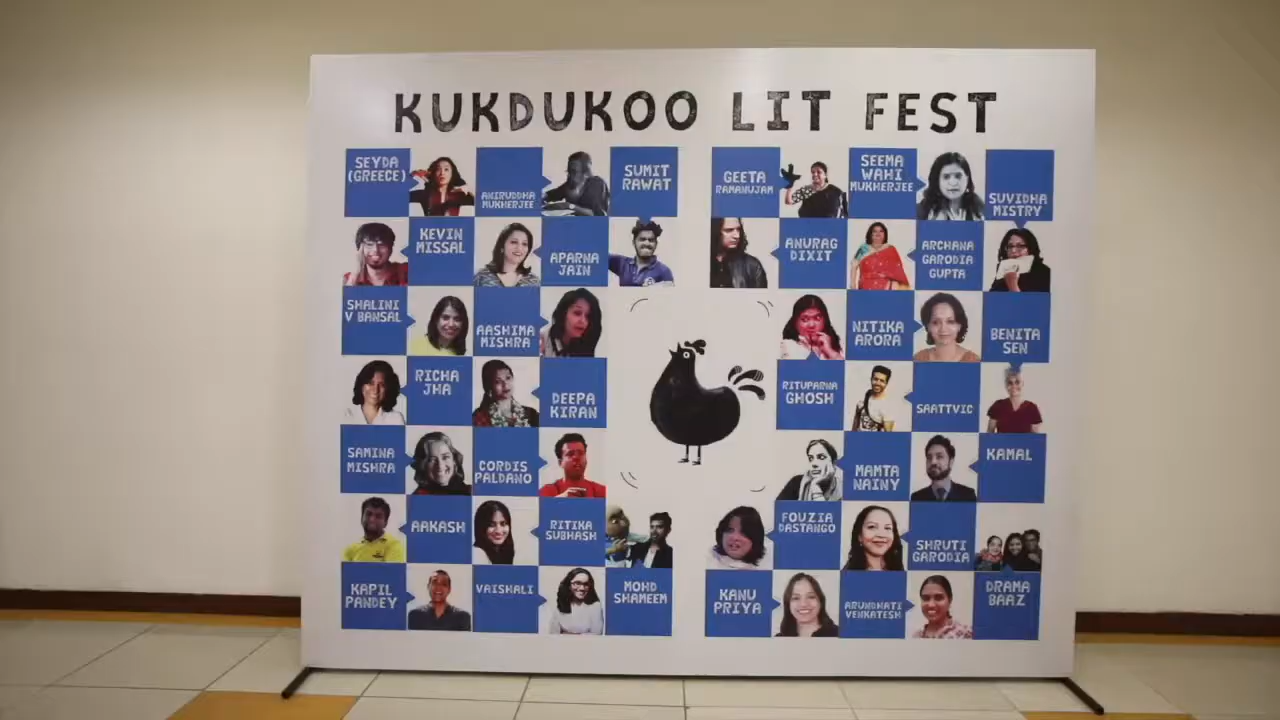 KUKDUKOO LIT FEST
SEYDA
(GREECE)
ANIRUDDHA
MUKHERJEE
SUMIT
RAWAT
GEETA
RAMANUJAM
SEEMA
WAHI
MUKHERJEE
SUVIDHA
MISTRY
KEVIN
MISSAL
APARNA
JAIN
ANURAG
DIXIT
ARCHANA
GARODIA
GUPTA
SHALINI
V BANSAL
AASHIMA
MISHRA
NITIKA
ARORA
BENITA
SEN
RICHA
JHA
DEEPA
KIRAN
RITUPARNA
GHOSH
SAATTVIC
SAMINA
MISHRA
CORDIS
PALDANO
MAMTA
NAINY
KAMAL
AAKASH
RITIKA
SUBHASH
FOUZIA
DASTANGO
SHRUTI
GARODIA
KAPIL
PANDEY
VAISHALI
MOHD
SHAMEEM
KANU
PRIYA
ARUNDHATI
VENKATESH
DRAMA
BAAZ